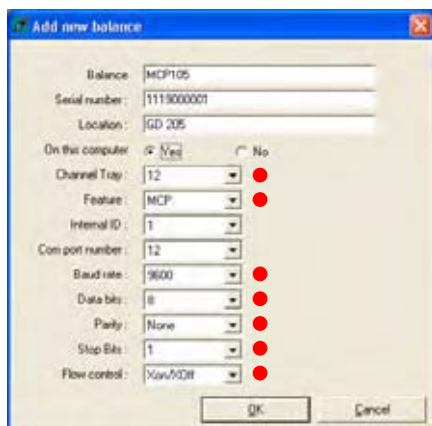 Add new balance
Balance MCP105
Serial number : 1119000001
Location : GD 205
On this computer Yes No
Channel Tray : 12
Feature : MCP
Internal ID : 1
Com port number : 12
Baud rate : 9600
Data bits : 8
Parity : None
Stop Bits : 1
Flow control : Xon/XOff
OK Cancel